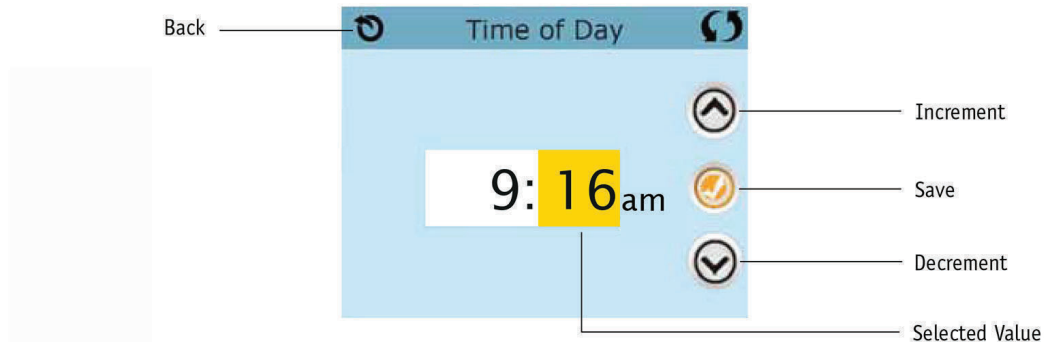 Back
Time of Day
Increment
9:16am
Save
Decrement
Selected Value